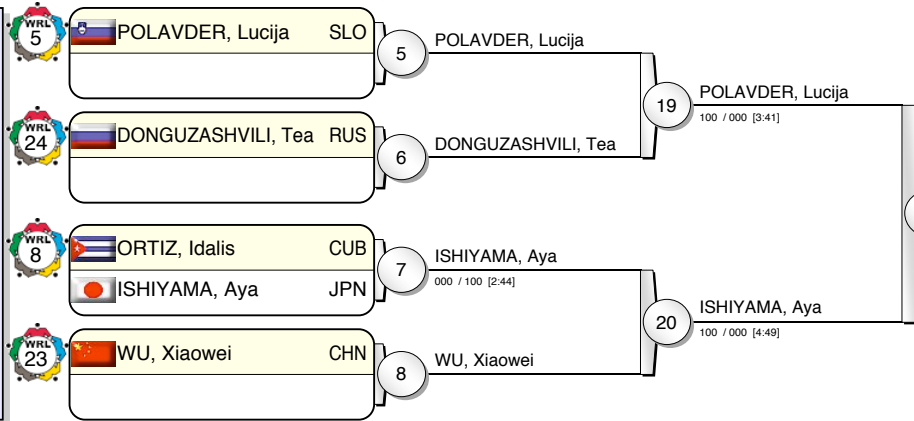 WRL
5
POLAVDER, Lucija SLO
5
POLAVDER, Lucija
19
POLAVDER, Lucija
100 / 000 [3:41]
WRL
24
DONGUZASHVILI, Tea RUS
6
DONGUZASHVILI, Tea
WRL
8
ORTIZ, Idalis CUB
ISHIYAMA, Aya JPN
7
ISHIYAMA, Aya
000 / 100 [2:44]
20
ISHIYAMA, Aya
100 / 000 [4:49]
WRL
23
WU, Xiaowei CHN
8
WU, Xiaowei